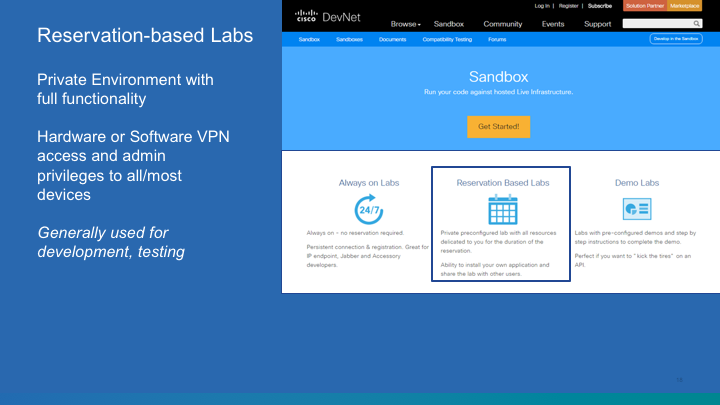 Reservation-based Labs
Private Environment with
full functionality
Hardware or Software VPN
access and admin
privileges to all/most
devices
Generally used for
development, testing
CISCO DevNet
Log In | Register | Subscribe
Solution Partner Marketplace
Browse Sandbox Community Events Support
Sandbox Sandboxes Documents Compatibility Testing Forums
Develop in the Sandbox
Sandbox
Run your code against hosted Live Infrastructure.
Get Started!
Always on Labs
24/7
Always on - no reservation required.
Persistent connection & registration. Great for
IP endpoint, Jabber and Accessory
developers.
Reservation Based Labs
Private preconfigured lab with all resources
dedicated to you for the duration of the
reservation.
Ability to install your own application and
share the lab with other users.
Demo Labs
Labs with pre-configured demos and step by
step instructions to complete the demo.
Perfect if you want to "kick the tires" on an
API.